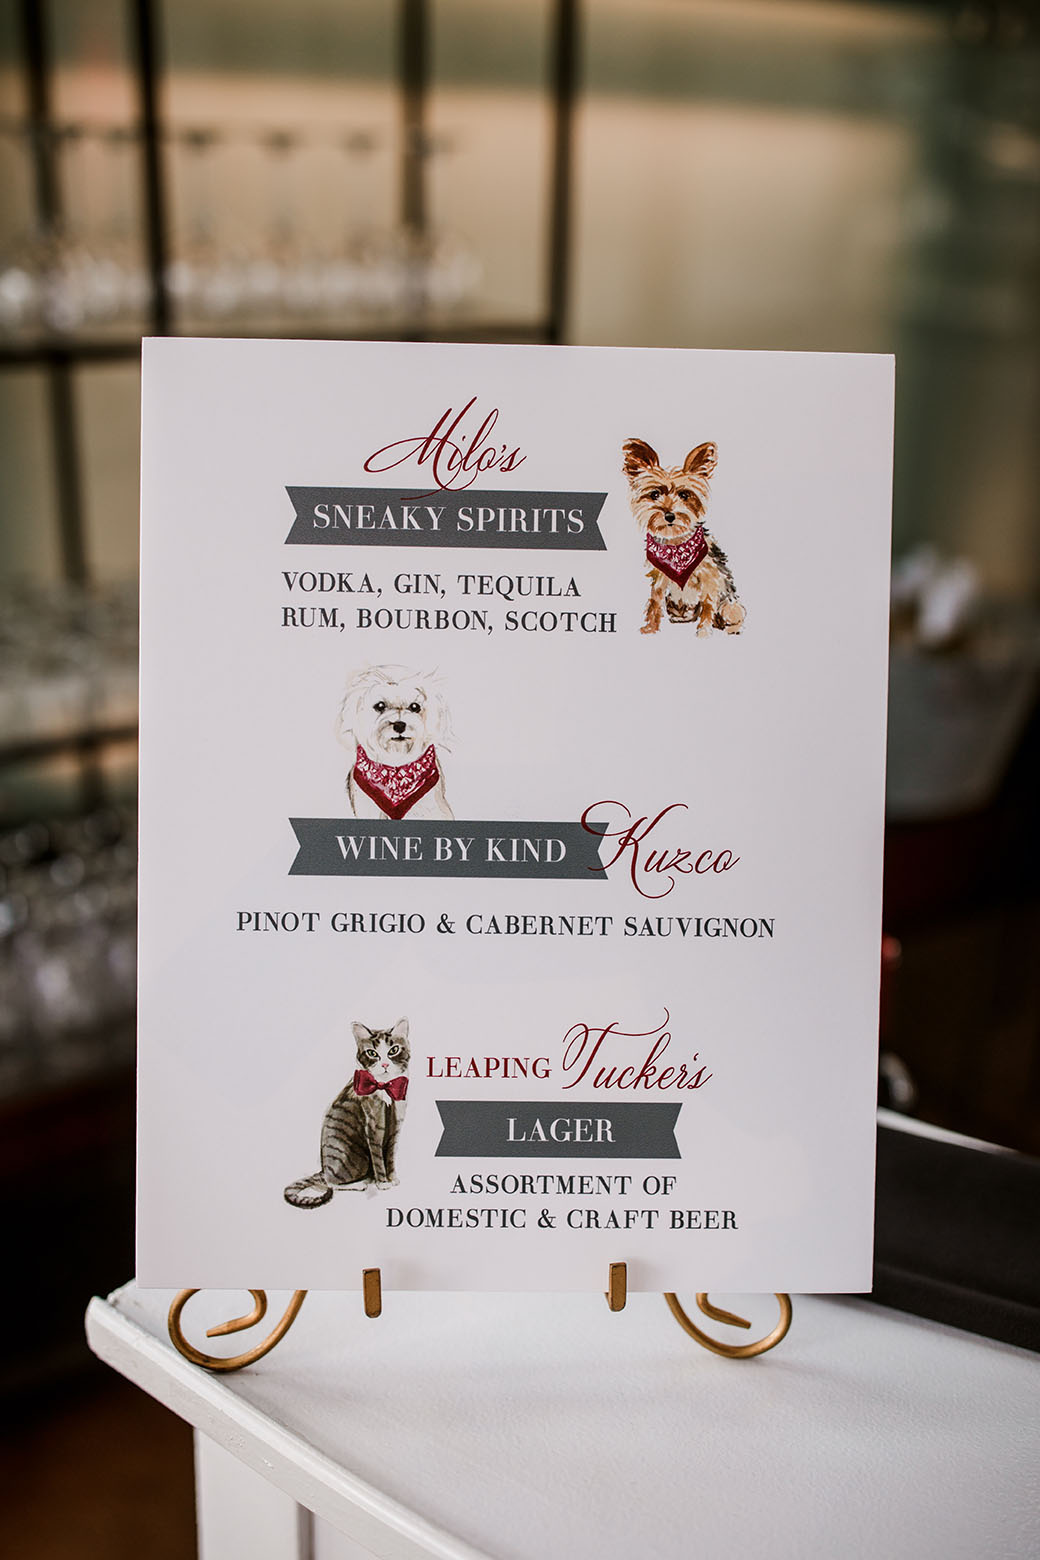 Milo's
SNEAKY SPIRITS
VODKA, GIN, TEQUILA
RUM, BOURBON, SCOTCH
WINE BY KIND Kuzco
PINOT GRIGIO & CABERNET SAUVIGNON
LEAPING Tucker's
LAGER
ASSORTMENT OF
DOMESTIC & CRAFT BEER